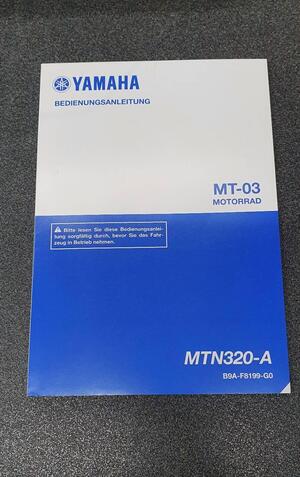 YAMAHA
BEDIENUNGSANLEITUNG
MT-03
MOTORRAD
Bitte lesen Sie diese Bedienungsanlei-
tung sorgfältig durch, bevor Sie das Fahr-
zeug in Betrieb nehmen.
MTN320-A
B9A-F8199-G0